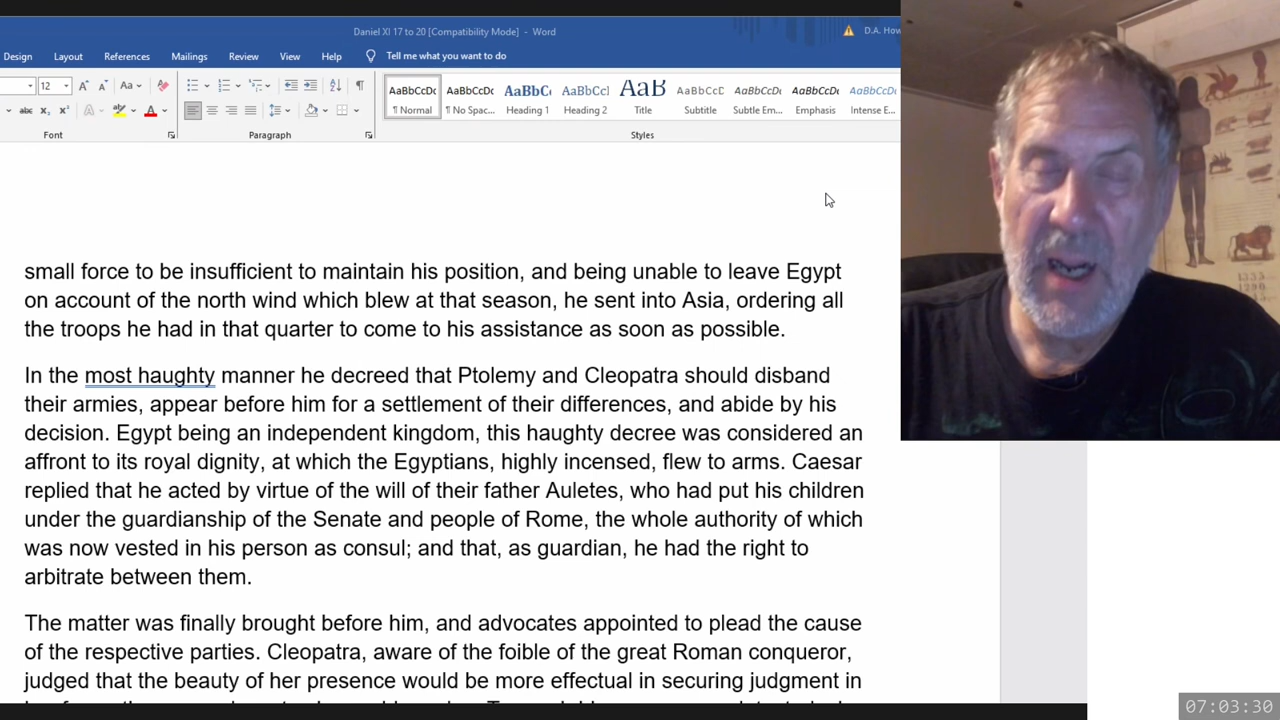 Daniel XI 17 to 20 [Compatibility Mode] - Word
D.A. How
Design Layout References Mailings Review View Help Tell me what you want to do
12 Aa
AaBbCcDc AaBbCcDc AaBbCc AaBbCcI AaB AaBbCcD AaBbCcDc AaBbCcDc AaBbCcDc
¶ Normal ¶ No Spac... Heading 1 Heading 2 Title Subtitle Subtle Em... Emphasis Intense E...
Font Paragraph Styles
small force to be insufficient to maintain his position, and being unable to leave Egypt
on account of the north wind which blew at that season, he sent into Asia, ordering all
the troops he had in that quarter to come to his assistance as soon as possible.
In the most haughty manner he decreed that Ptolemy and Cleopatra should disband
their armies, appear before him for a settlement of their differences, and abide by his
decision. Egypt being an independent kingdom, this haughty decree was considered an
affront to its royal dignity, at which the Egyptians, highly incensed, flew to arms. Caesar
replied that he acted by virtue of the will of their father Auletes, who had put his children
under the guardianship of the Senate and people of Rome, the whole authority of which
was now vested in his person as consul; and that, as guardian, he had the right to
arbitrate between them.
The matter was finally brought before him, and advocates appointed to plead the cause
of the respective parties. Cleopatra, aware of the foible of the great Roman conqueror,
judged that the beauty of her presence would be more effectual in securing judgment in
07:03:30